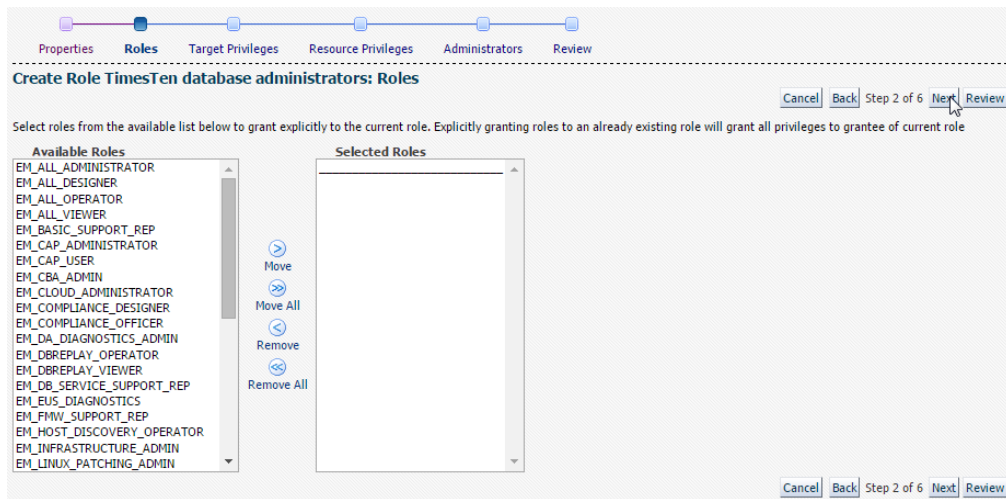 Properties Roles Target Privileges Resource Privileges Administrators Review
Create Role TimesTen database administrators: Roles
Cancel Back Step 2 of 6 Next Review
Select roles from the available list below to grant explicitly to the current role. Explicitly granting roles to an already existing role will grant all privileges to grantee of current role
Available Roles
EM_ALL_ADMINISTRATOR
EM_ALL_DESIGNER
EM_ALL_OPERATOR
EM_ALL_VIEWER
EM_BASIC_SUPPORT_REP
EM_CAP_ADMINISTRATOR
EM_CAP_USER
EM_CBA_ADMIN
EM_CLOUD_ADMINISTRATOR
EM_COMPLIANCE_DESIGNER
EM_COMPLIANCE_OFFICER
EM_DA_DIAGNOSTICS_ADMIN
EM_DBREPLAY_OPERATOR
EM_DBREPLAY_VIEWER
EM_DB_SERVICE_SUPPORT_REP
EM_EUS_DIAGNOSTICS
EM_FMW_SUPPORT_REP
EM_HOST_DISCOVERY_OPERATOR
EM_INFRASTRUCTURE_ADMIN
EM_LINUX_PATCHING_ADMIN
Move
Move All
Remove
Remove All
Selected Roles
Cancel Back Step 2 of 6 Next Review